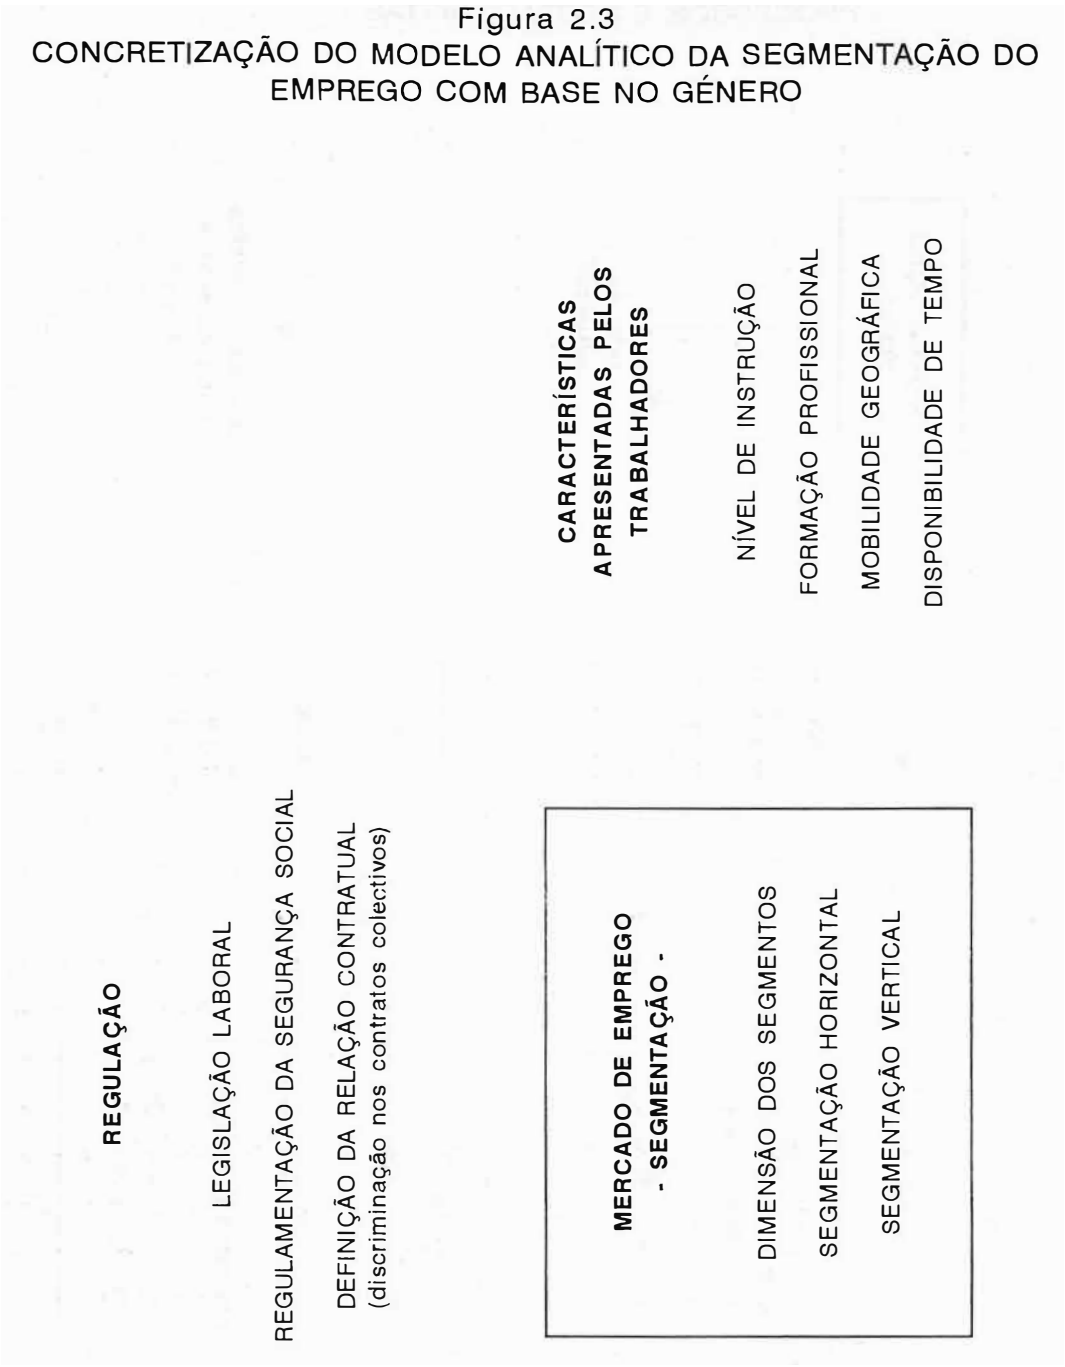 Figura 2.3
CONCRETIZAÇÃO DO MODELO ANALÍTICO DA SEGMENTAÇÃO DO
EMPREGO COM BASE NO GÉNERO
REGULAÇÃO
LEGISLAÇÃO LABORAL
REGULAMENTAÇÃO DA SEGURANÇA SOCIAL
DEFINIÇÃO DA RELAÇÃO CONTRATUAL
(discriminação nos contratos colectivos)
MERCADO DE EMPREGO
- SEGMENTAÇÃO -
DIMENSÃO DOS SEGMENTOS
SEGMENTAÇÃO HORIZONTAL
SEGMENTAÇÃO VERTICAL
CARACTERÍSTICAS
APRESENTADAS PELOS
TRABALHADORES
NÍVEL DE INSTRUÇÃO
FORMAÇÃO PROFISSIONAL
MOBILIDADE GEOGRÁFICA
DISPONIBILIDADE DE TEMPO